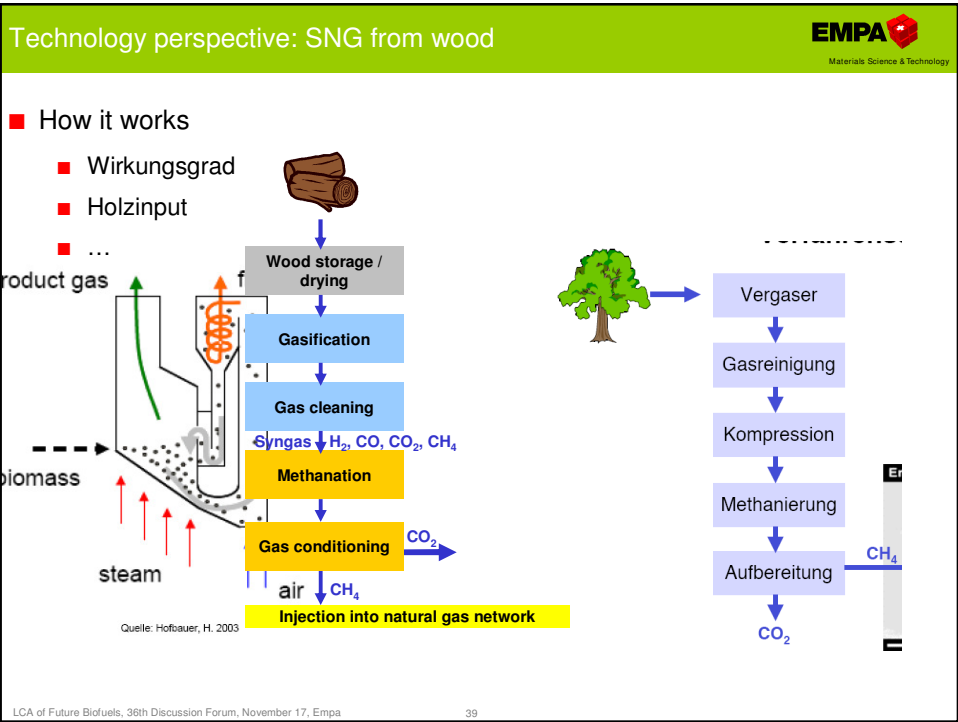 Technology perspective: SNG from wood
EMPA
Materials Science & Technology
How it works
Wirkungsgrad
Holzinput
…
Wood storage /
drying
Gasification
Gas cleaning
Syngas H₂, CO, CO₂, CH₄
Methanation
Gas conditioning
CO₂
CH₄
Injection into natural gas network
roduct gas
f
biomass
steam
air
Quelle: Hofbauer, H. 2003
Vergaser
Gasreinigung
Kompression
Methanierung
Aufbereitung
CH₄
CO₂
Er
LCA of Future Biofuels, 36th Discussion Forum, November 17, Empa
39